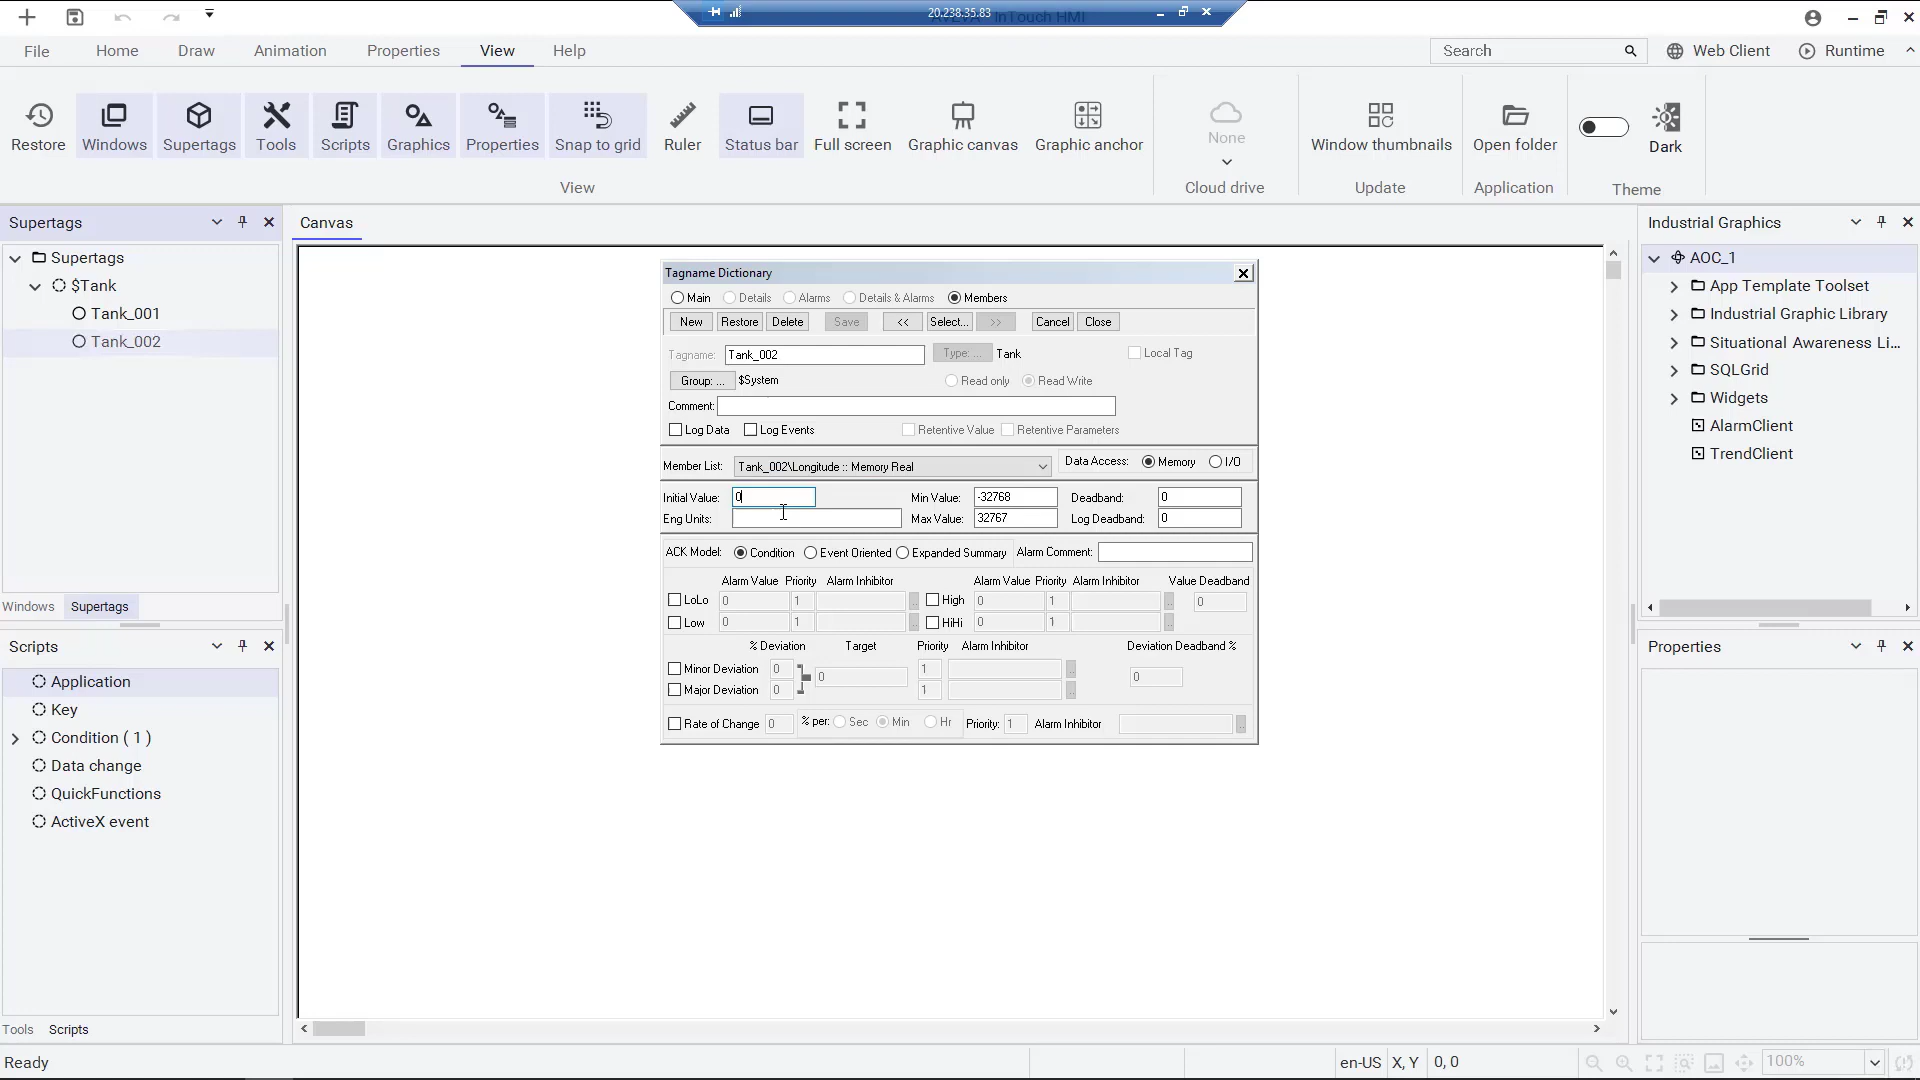 20.238.35.83
InTouch HMI
File
Home
Draw
Animation
Properties
View
Help
Search
Web Client
Runtime
Restore
Windows
Supertags
Tools
Scripts
Graphics
Properties
Snap to grid
Ruler
Status bar
Full screen
Graphic canvas
Graphic anchor
None
Window thumbnails
Open folder
Dark
View
Cloud drive
Update
Application
Theme
Supertags
Supertags
$Tank
Tank_001
Tank_002
Windows
Supertags
Scripts
Application
Key
Condition ( 1 )
Data change
QuickFunctions
ActiveX event
Tools
Scripts
Canvas
Tagname Dictionary
Main
Details
Alarms
Details & Alarms
Members
New
Restore
Delete
Save
<<
Select...
>>
Cancel
Close
Tagname: Tank_002
Type: ...
Tank
Local Tag
Group: ...
$System
Read only
Read Write
Comment:
Log Data
Log Events
Retentive Value
Retentive Parameters
Member List: Tank_002\Longitude :: Memory Real
Data Access: Memory I/O
Initial Value: 0
Min Value: -32768
Deadband: 0
Eng Units:
Max Value: 32767
Log Deadband: 0
ACK Model: Condition Event Oriented Expanded Summary Alarm Comment:
Alarm Value Priority Alarm Inhibitor Alarm Value Priority Alarm Inhibitor Value Deadband
LoLo 0 1 ... High 0 1 ... 0
Low 0 1 ... HiHi 0 1 ...
% Deviation Target Priority Alarm Inhibitor Deviation Deadband %
Minor Deviation 0 0 1 ... 0
Major Deviation 0 1 ...
Rate of Change 0 % per: Sec Min Hr Priority: 1 Alarm Inhibitor ...
Industrial Graphics
AOC_1
App Template Toolset
Industrial Graphic Library
Situational Awareness Li...
SQLGrid
Widgets
AlarmClient
TrendClient
Properties
Ready
en-US
X, Y
0, 0
100%